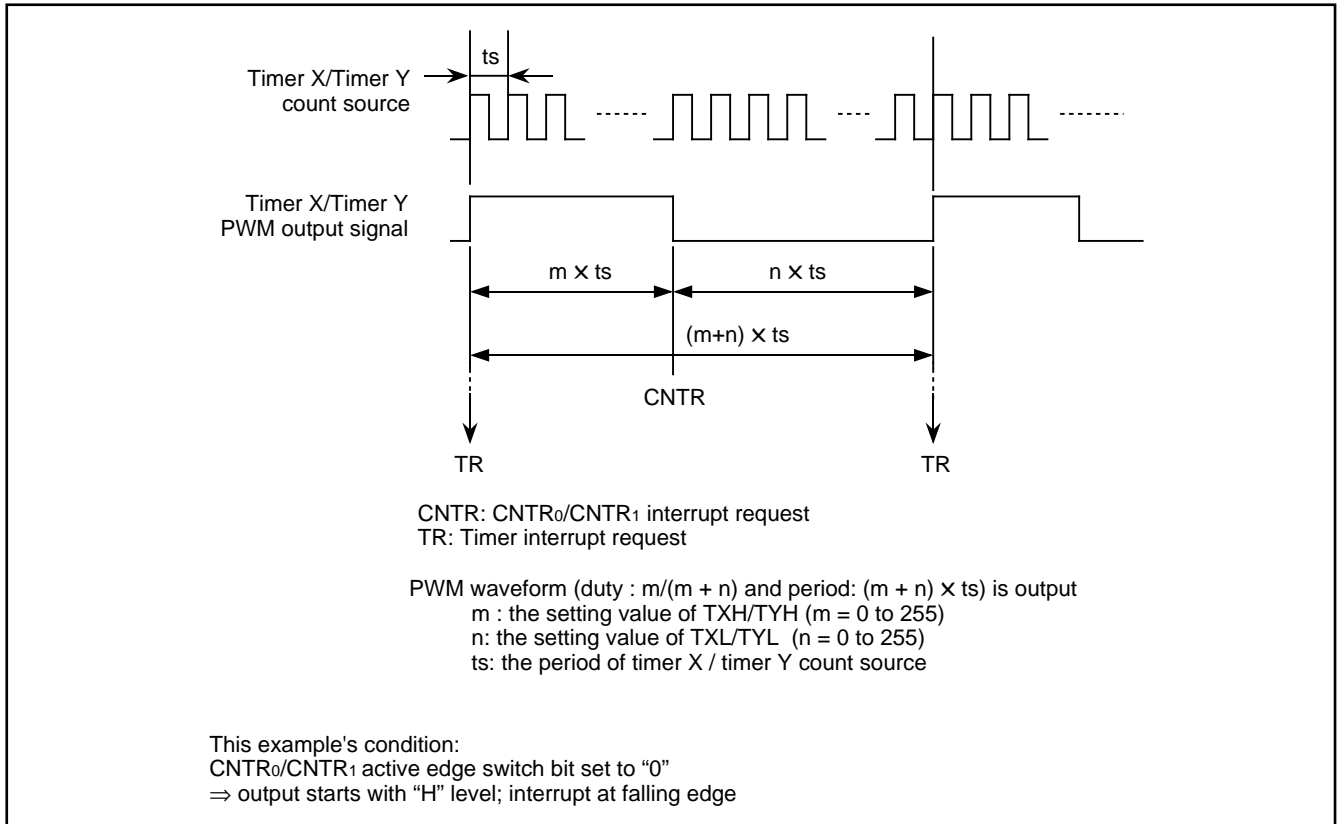 ts
Timer X/Timer Y
count source
Timer X/Timer Y
PWM output signal
m × ts
n × ts
(m+n) × ts
CNTR
TR
TR
CNTR: CNTR0/CNTR1 interrupt request
TR: Timer interrupt request
PWM waveform (duty : m/(m + n) and period: (m + n) × ts) is output
m : the setting value of TXH/TYH (m = 0 to 255)
n: the setting value of TXL/TYL (n = 0 to 255)
ts: the period of timer X / timer Y count source
This example's condition:
CNTR0/CNTR1 active edge switch bit set to “0”
⇒ output starts with “H” level; interrupt at falling edge